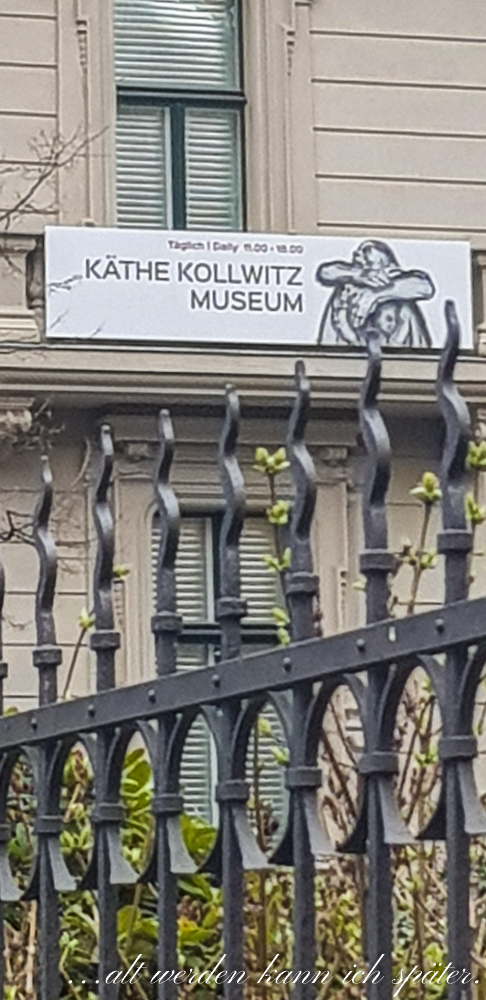 Täglich | Daily 11.00 - 18.00
KÄTHE KOLLWITZ
MUSEUM
...alt werden kann ich später.